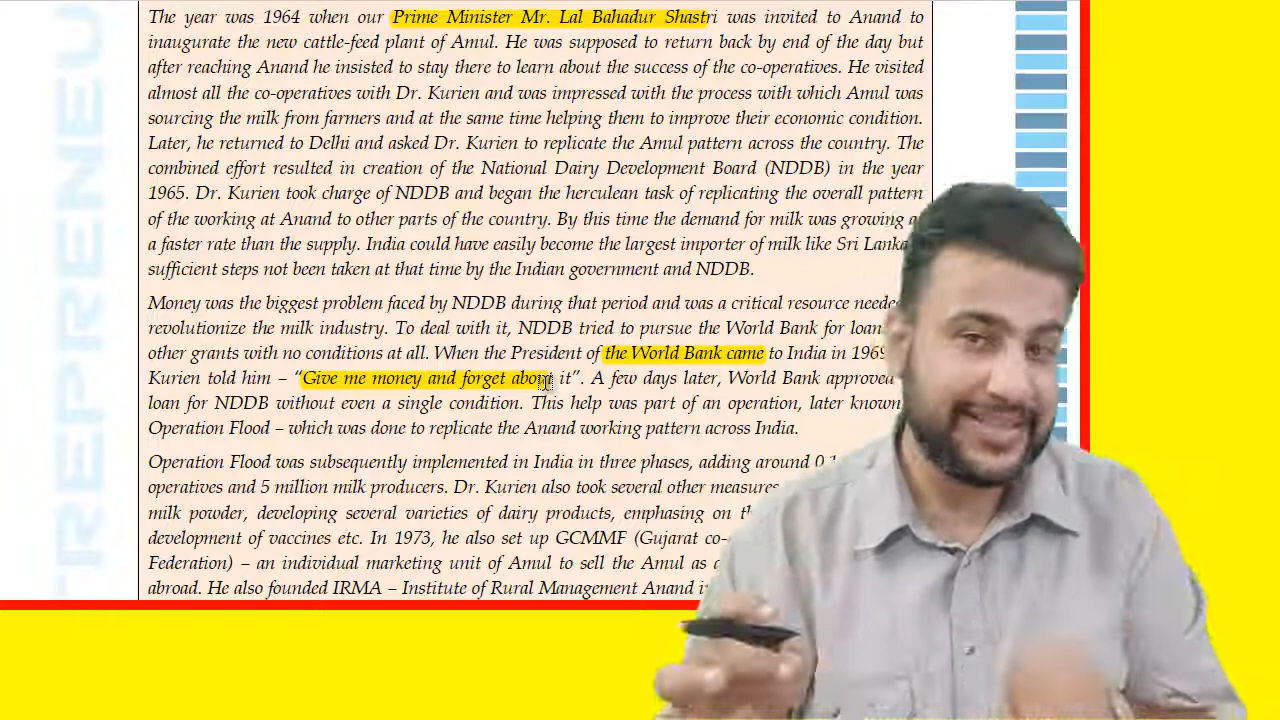 The year was 1964 when our Prime Minister Mr. Lal Bahadur Shastri was invited to Anand to
inaugurate the new cattle-feed plant of Amul. He was supposed to return back by end of the day but
after reaching Anand he insisted to stay there to learn about the success of the co-operatives. He visited
almost all the co-operatives with Dr. Kurien and was impressed with the process with which Amul was
sourcing the milk from farmers and at the same time helping them to improve their economic condition.
Later, he returned to Delhi and asked Dr. Kurien to replicate the Amul pattern across the country. The
combined effort resulted in creation of the National Dairy Development Board (NDDB) in the year
1965. Dr. Kurien took charge of NDDB and began the herculean task of replicating the overall pattern
of the working at Anand to other parts of the country. By this time the demand for milk was growing
a faster rate than the supply. India could have easily become the largest importer of milk like Sri Lanka
sufficient steps not been taken at that time by the Indian government and NDDB.
Money was the biggest problem faced by NDDB during that period and was a critical resource
revolutionize the milk industry. To deal with it, NDDB tried to pursue the World Bank for loan
other grants with no conditions at all. When the President of the World Bank came to India in 1969
Kurien told him – “Give me money and forget about it”. A few days later, World Bank approved
loan for NDDB without even a single condition. This help was part of an operation, later known
Operation Flood – which was done to replicate the Anand working pattern across India.
Operation Flood was subsequently implemented in India in three phases, adding around
operatives and 5 million milk producers. Dr. Kurien also took several other measures
milk powder, developing several varieties of dairy products, emphasing on
development of vaccines etc. In 1973, he also set up GCMMF (Gujarat
Federation) – an individual marketing unit of Amul to sell the Amul as
abroad. He also founded IRMA – Institute of Rural Management Anand
TREPRENEU